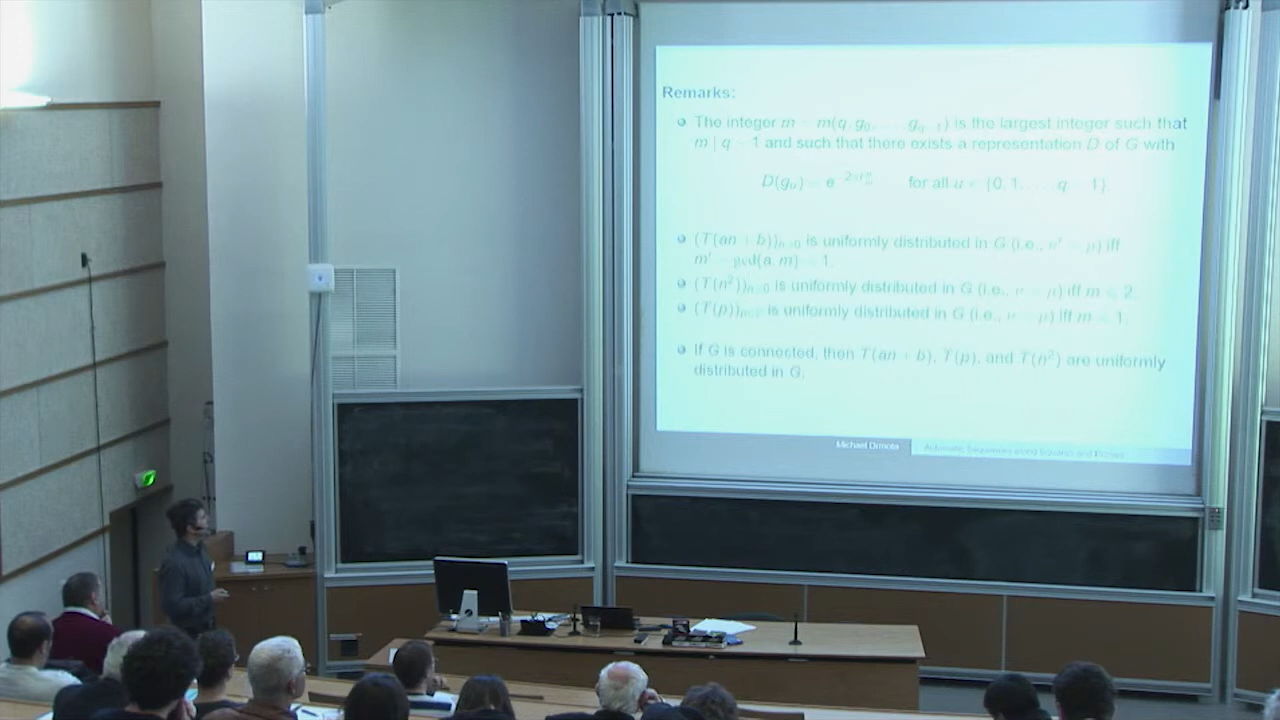 Remarks:
The integer m = m(q, g₀, …, g_{q−1}) is the largest integer such that
m | q − 1 and such that there exists a representation D of G with
for all u ∈ {0, 1, …, q − 1}.
(T(an + b))_{n≥0} is uniformly distributed in G (i.e.,
m′ = gcd(a, m) = 1.
(T(n²))_{n≥0} is uniformly distributed in G (i.e., ν = μ) iff m ≤ 2.
is uniformly distributed in G (i.e., ν = μ) iff m = 1.
If G is connected, then T(an + b), T(p), and T(n²) are uniformly
distributed in G.
Michael Drmota Automatic Sequences along Squares and Primes